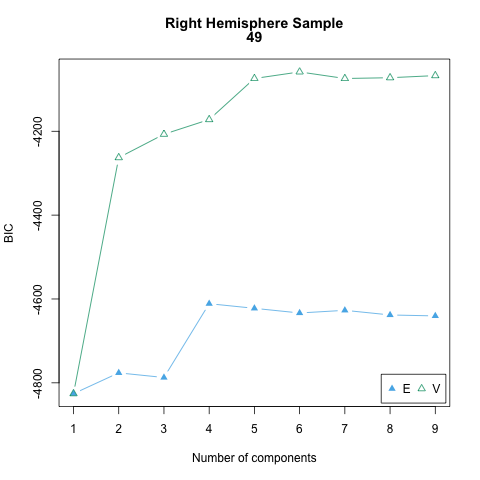 Right Hemisphere Sample
49
-4200
-4400
-4600
-4800
BIC
E V
1 2 3 4 5 6 7 8 9
Number of components